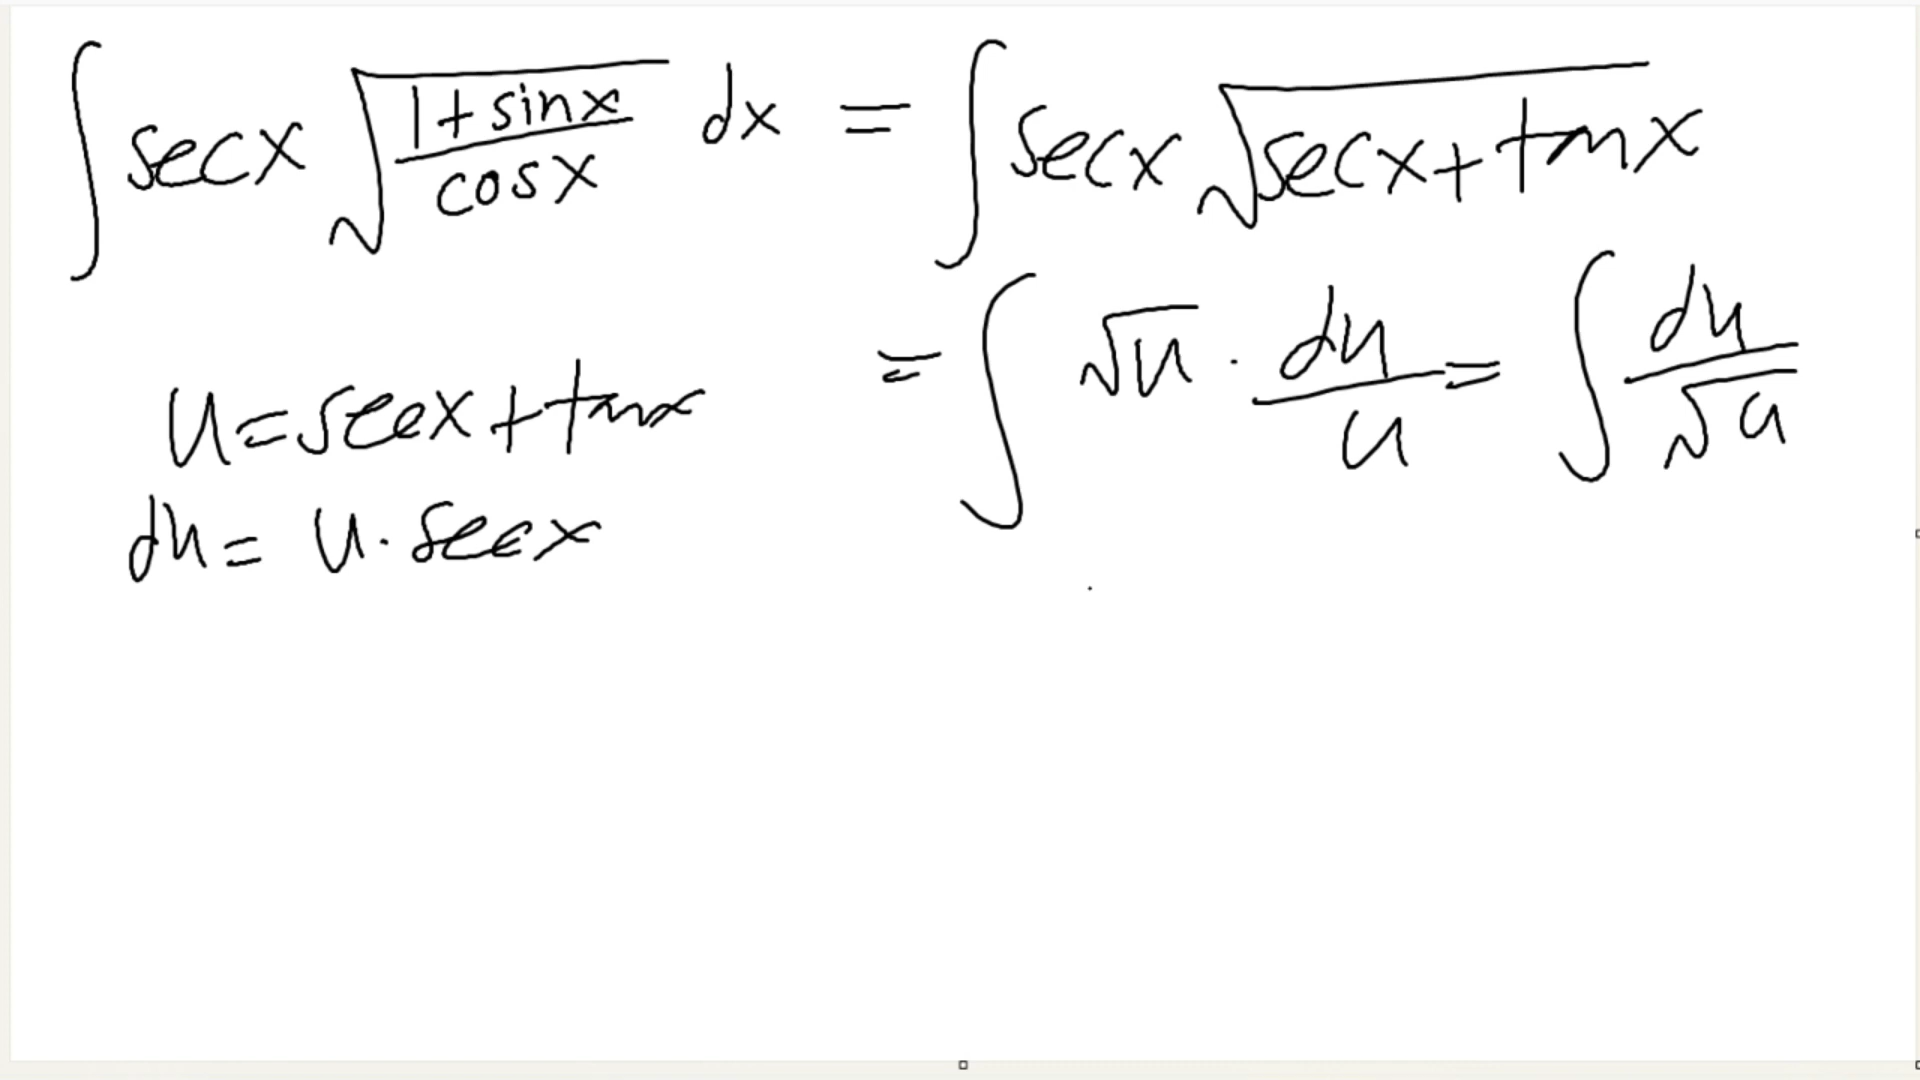 ∫ secx √((1+sinx)/cosx) dx = ∫ secx √(secx+tanx)
= ∫ √u · du/u = ∫ du/√u
u=secx+tanx
du= u·secx